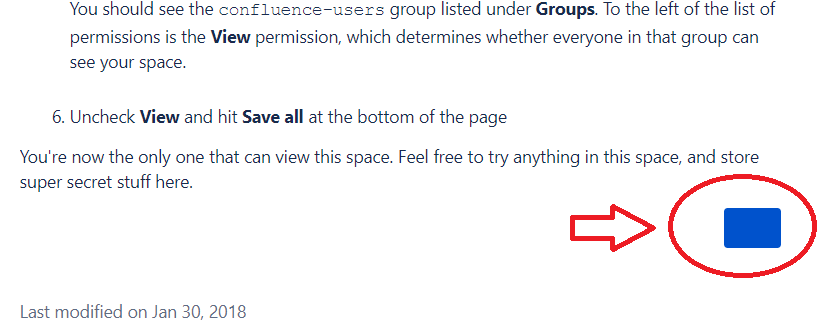 You should see the confluence-users group listed under Groups. To the left of the list of
permissions is the View permission, which determines whether everyone in that group can
see your space.
6. Uncheck View and hit Save all at the bottom of the page
You're now the only one that can view this space. Feel free to try anything in this space, and store
super secret stuff here.
Last modified on Jan 30, 2018